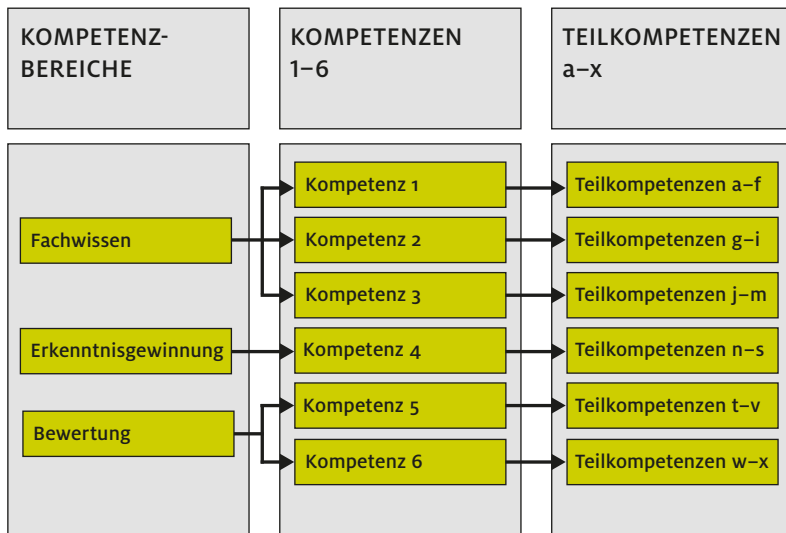 KOMPETENZ-
BEREICHE
KOMPETENZEN
1–6
TEILKOMPETENZEN
a–x
Fachwissen
Erkenntnisgewinnung
Bewertung
Kompetenz 1
Kompetenz 2
Kompetenz 3
Kompetenz 4
Kompetenz 5
Kompetenz 6
Teilkompetenzen a–f
Teilkompetenzen g–i
Teilkompetenzen j–m
Teilkompetenzen n–s
Teilkompetenzen t–v
Teilkompetenzen w–x